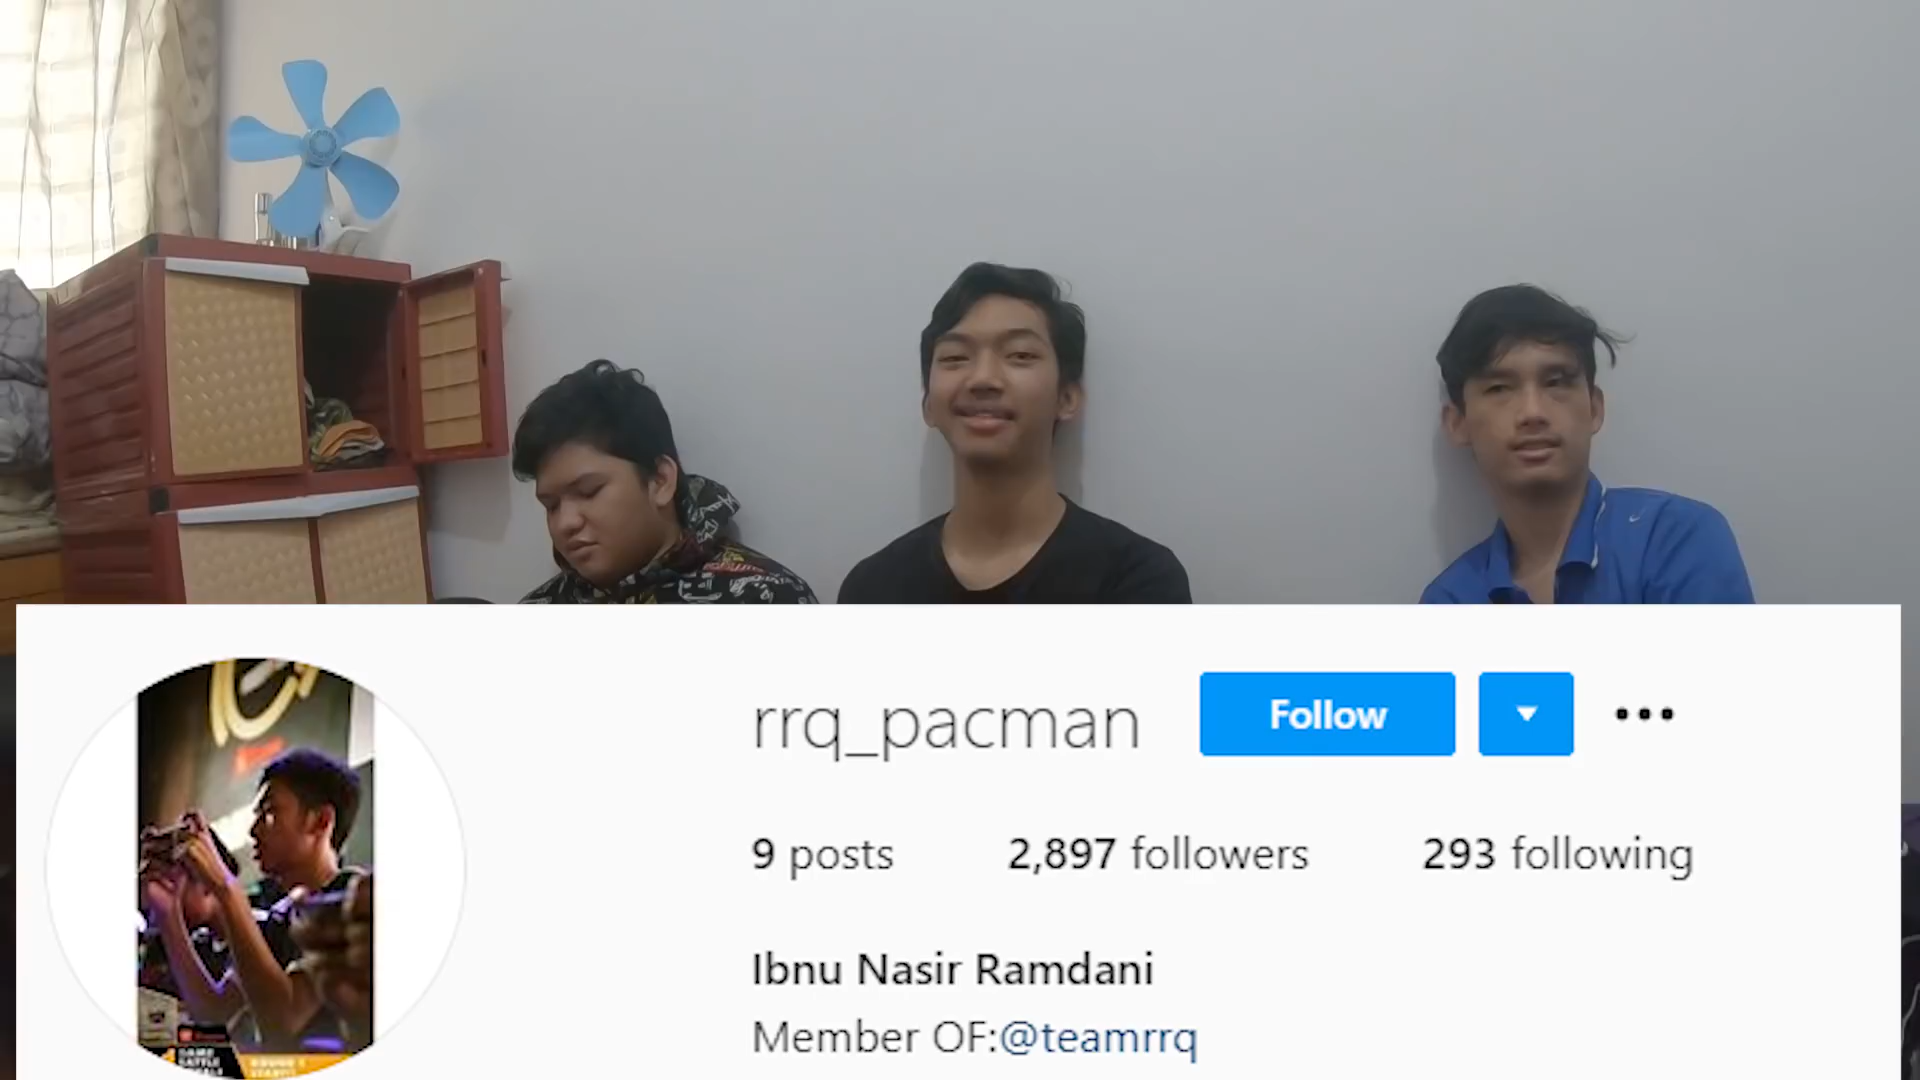 rrq_pacman
Follow
9 posts 2,897 followers 293 following
Ibnu Nasir Ramdani
Member OF:@teamrrq